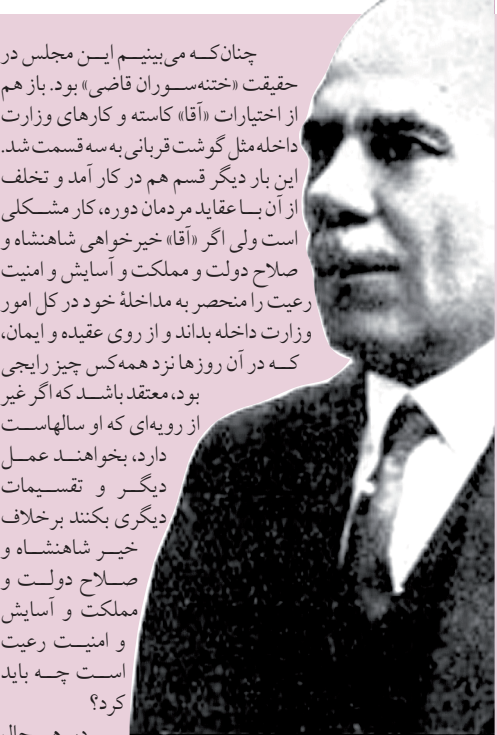 چنان‌که می‌بینیم این مجلس در
حقیقت «ختنه‌سوران قاضی» بود. باز هم
از اختیارات «آقا» کاسته و کارهای وزارت
داخله مثل گوشت قربانی به سه قسمت شد.
این بار دیگر قسم هم در کار آمد و تخلف
از آن با عقاید مردمان دوره، کار مشکلی
است ولی اگر «آقا» خیرخواهی شاهنشاه و
صلاح دولت و مملکت و آسایش و امنیت
رعیت را منحصر به مداخلهٔ خود در کل امور
وزارت داخله بداند و از روی عقیده و ایمان،
که در آن روزها نزد همه‌کس چیز رایجی
بود، معتقد باشد که اگر غیر
از رویه‌ای که او سالهاست
دارد، بخواهند عمل
دیگر و تقسیمات
دیگری بکنند برخلاف
خیر شاهنشاه و
صلاح دولت و
مملکت و آسایش
و امنیت رعیت
است چه باید
کرد؟